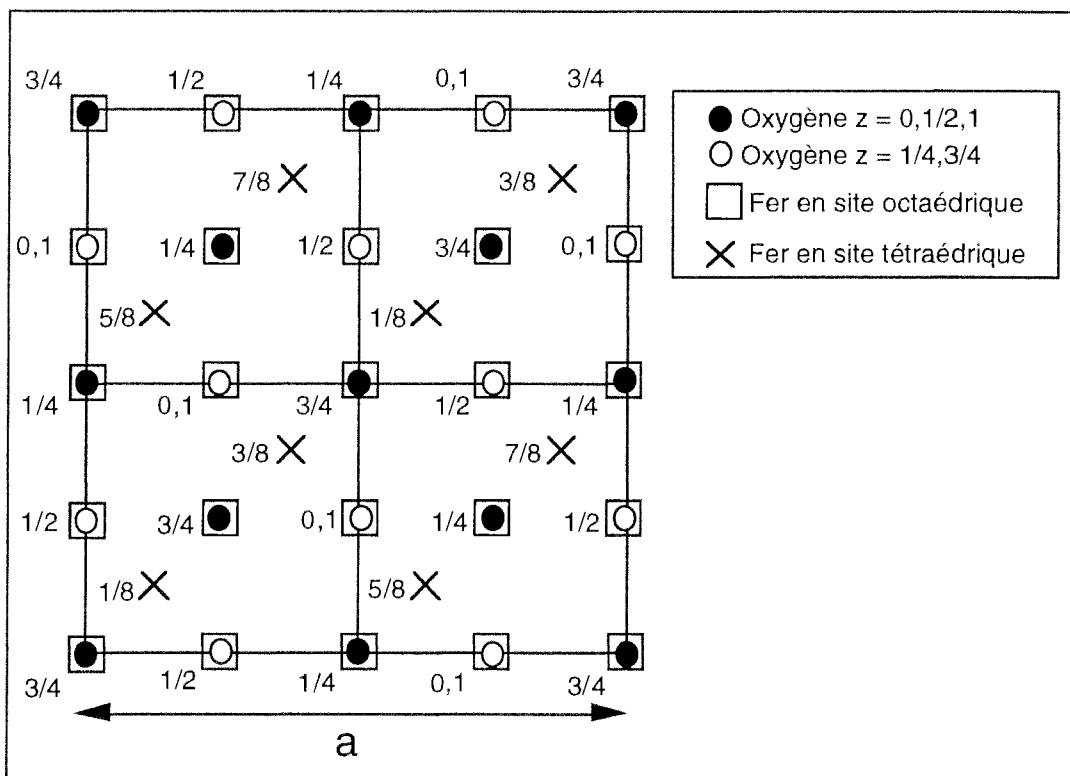 3/4 1/2 1/4 0,1 3/4
7/8 3/8
0,1 1/4 1/2 3/4 0,1
5/8 1/8
1/4 0,1 3/4 1/2 1/4
3/8 7/8
1/2 3/4 0,1 1/4 1/2
1/8 5/8
3/4 1/2 1/4 0,1 3/4
a
Oxygène z = 0,1/2,1
Oxygène z = 1/4,3/4
Fer en site octaédrique
Fer en site tétraédrique